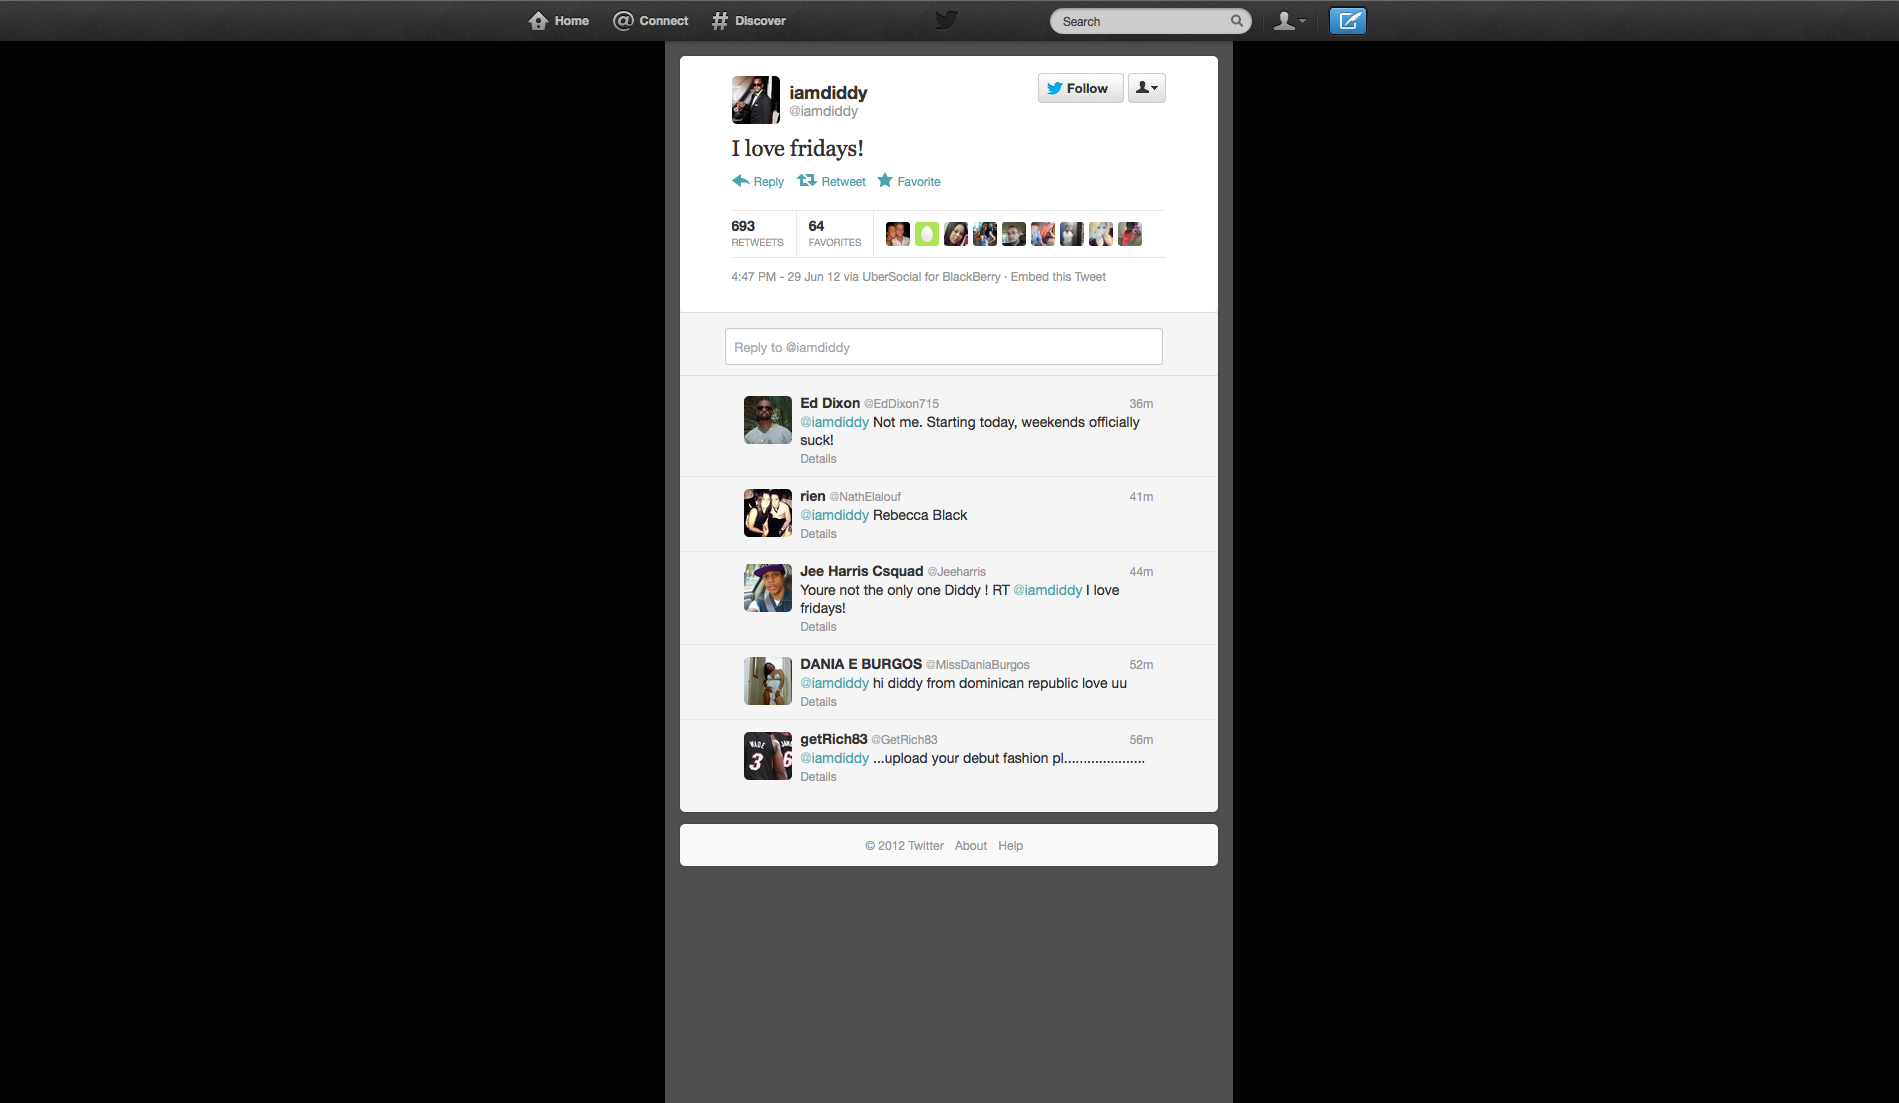 Home
Connect
Discover
Search
iamdiddy
@iamdiddy
Follow
I love fridays!
Reply
Retweet
Favorite
693
RETWEETS
64
FAVORITES
4:47 PM - 29 Jun 12 via UberSocial for BlackBerry · Embed this Tweet
Reply to @iamdiddy
Ed Dixon @EdDixon715 36m
@iamdiddy Not me. Starting today, weekends officially
suck!
Details
rien @NathElalouf 41m
@iamdiddy Rebecca Black
Details
Jee Harris Csquad @Jeeharris 44m
Youre not the only one Diddy ! RT @iamdiddy I love
fridays!
Details
DANIA E BURGOS @MissDaniaBurgos 52m
@iamdiddy hi diddy from dominican republic love uu
Details
WADE
3
6
getRich83 @GetRich83 56m
@iamdiddy ...upload your debut fashion pl.....................
Details
© 2012 Twitter About Help